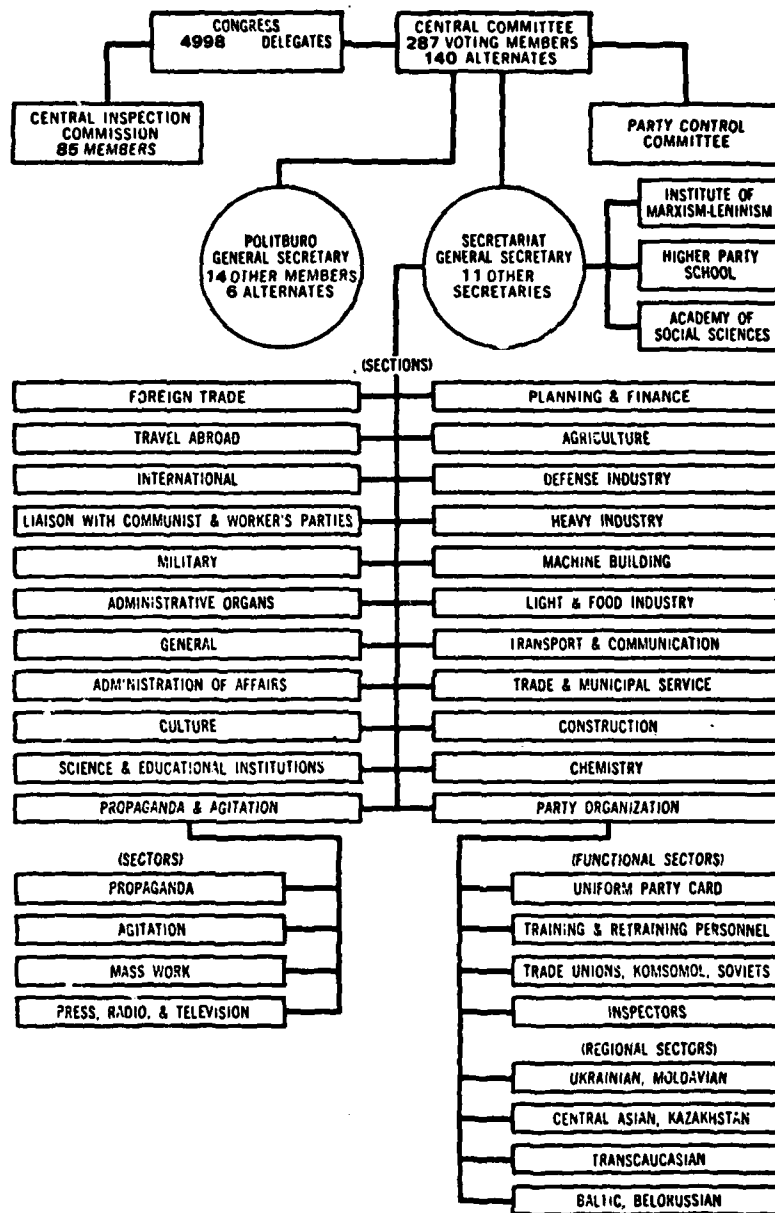 CONGRESS
4998 DELEGATES
CENTRAL COMMITTEE
287 VOTING MEMBERS
140 ALTERNATES
CENTRAL INSPECTION
COMMISSION
85 MEMBERS
PARTY CONTROL
COMMITTEE
POLITBURO
GENERAL SECRETARY
14 OTHER MEMBERS
6 ALTERNATES
SECRETARIAT
GENERAL SECRETARY
11 OTHER
SECRETARIES
INSTITUTE OF
MARXISM-LENINISM
HIGHER PARTY
SCHOOL
ACADEMY OF
SOCIAL SCIENCES
(SECTIONS)
FOREIGN TRADE
PLANNING & FINANCE
TRAVEL ABROAD
AGRICULTURE
INTERNATIONAL
DEFENSE INDUSTRY
LIAISON WITH COMMUNIST & WORKER'S PARTIES
HEAVY INDUSTRY
MILITARY
MACHINE BUILDING
ADMINISTRATIVE ORGANS
LIGHT & FOOD INDUSTRY
GENERAL
TRANSPORT & COMMUNICATION
ADMINISTRATION OF AFFAIRS
TRADE & MUNICIPAL SERVICE
CULTURE
CONSTRUCTION
SCIENCE & EDUCATIONAL INSTITUTIONS
CHEMISTRY
PROPAGANDA & AGITATION
PARTY ORGANIZATION
(SECTORS)
PROPAGANDA
AGITATION
MASS WORK
PRESS, RADIO, & TELEVISION
(FUNCTIONAL SECTORS)
UNIFORM PARTY CARD
TRAINING & RETRAINING PERSONNEL
TRADE UNIONS, KOMSOMOL, SOVIETS
INSPECTORS
(REGIONAL SECTORS)
UKRAINIAN, MOLDAVIAN
CENTRAL ASIAN, KAZAKHSTAN
TRANSCAUCASIAN
BALTIC, BELORUSSIAN